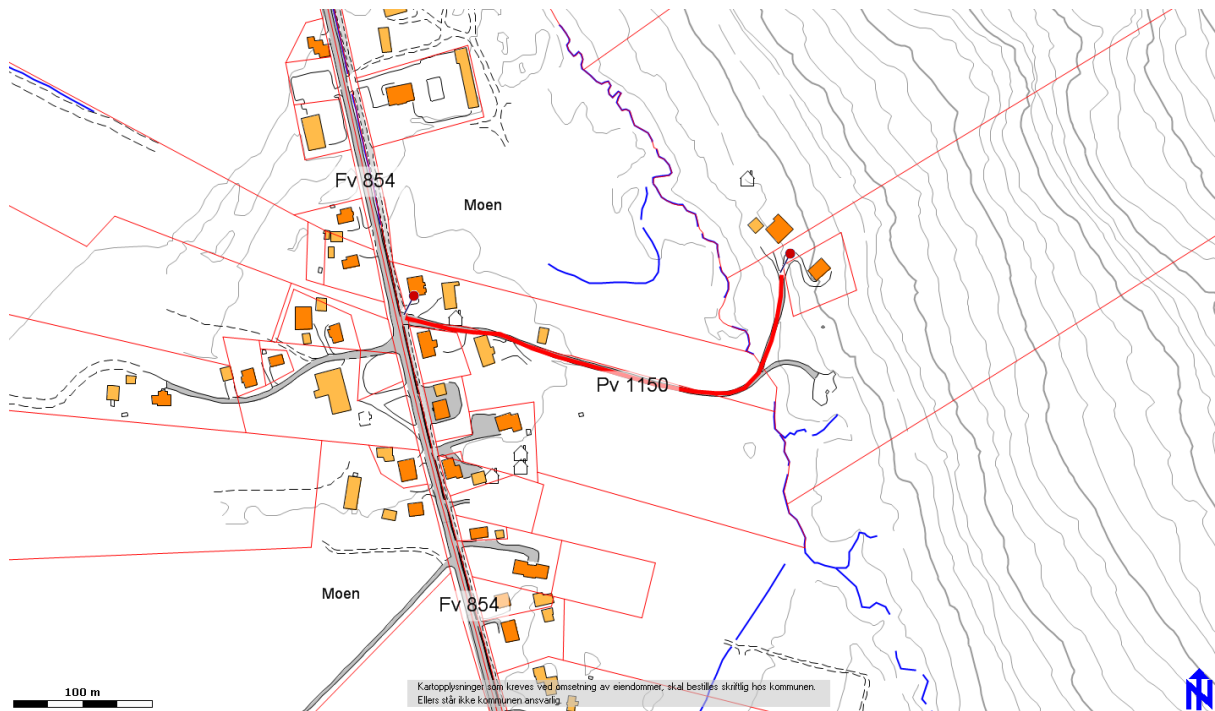 Fv 854
Moen
Pv 1150
Moen
Fv 854
100 m
Kartopplysninger som kreves ved omsetning av eiendommer, skal bestilles skriftlig hos kommunen.
Ellers står ikke kommunen ansvarlig.
N